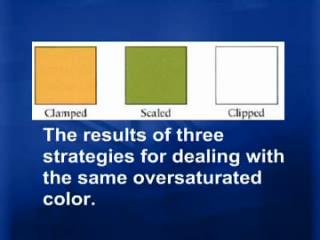 Clamped Scaled Clipped
The results of three
strategies for dealing with
the same oversaturated
color.